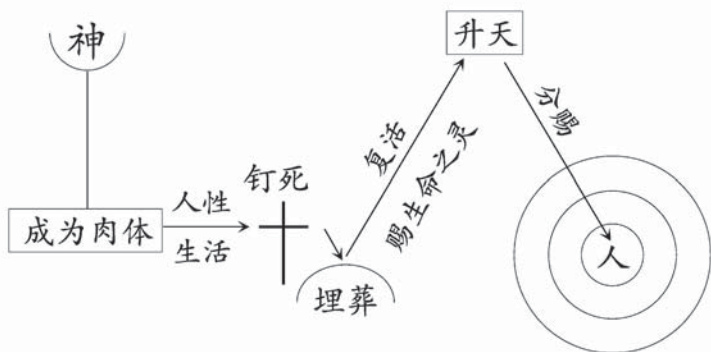 神
成为肉体
人性
生活
钉死
埋葬
复活
赐生命之灵
升天
分赐
人